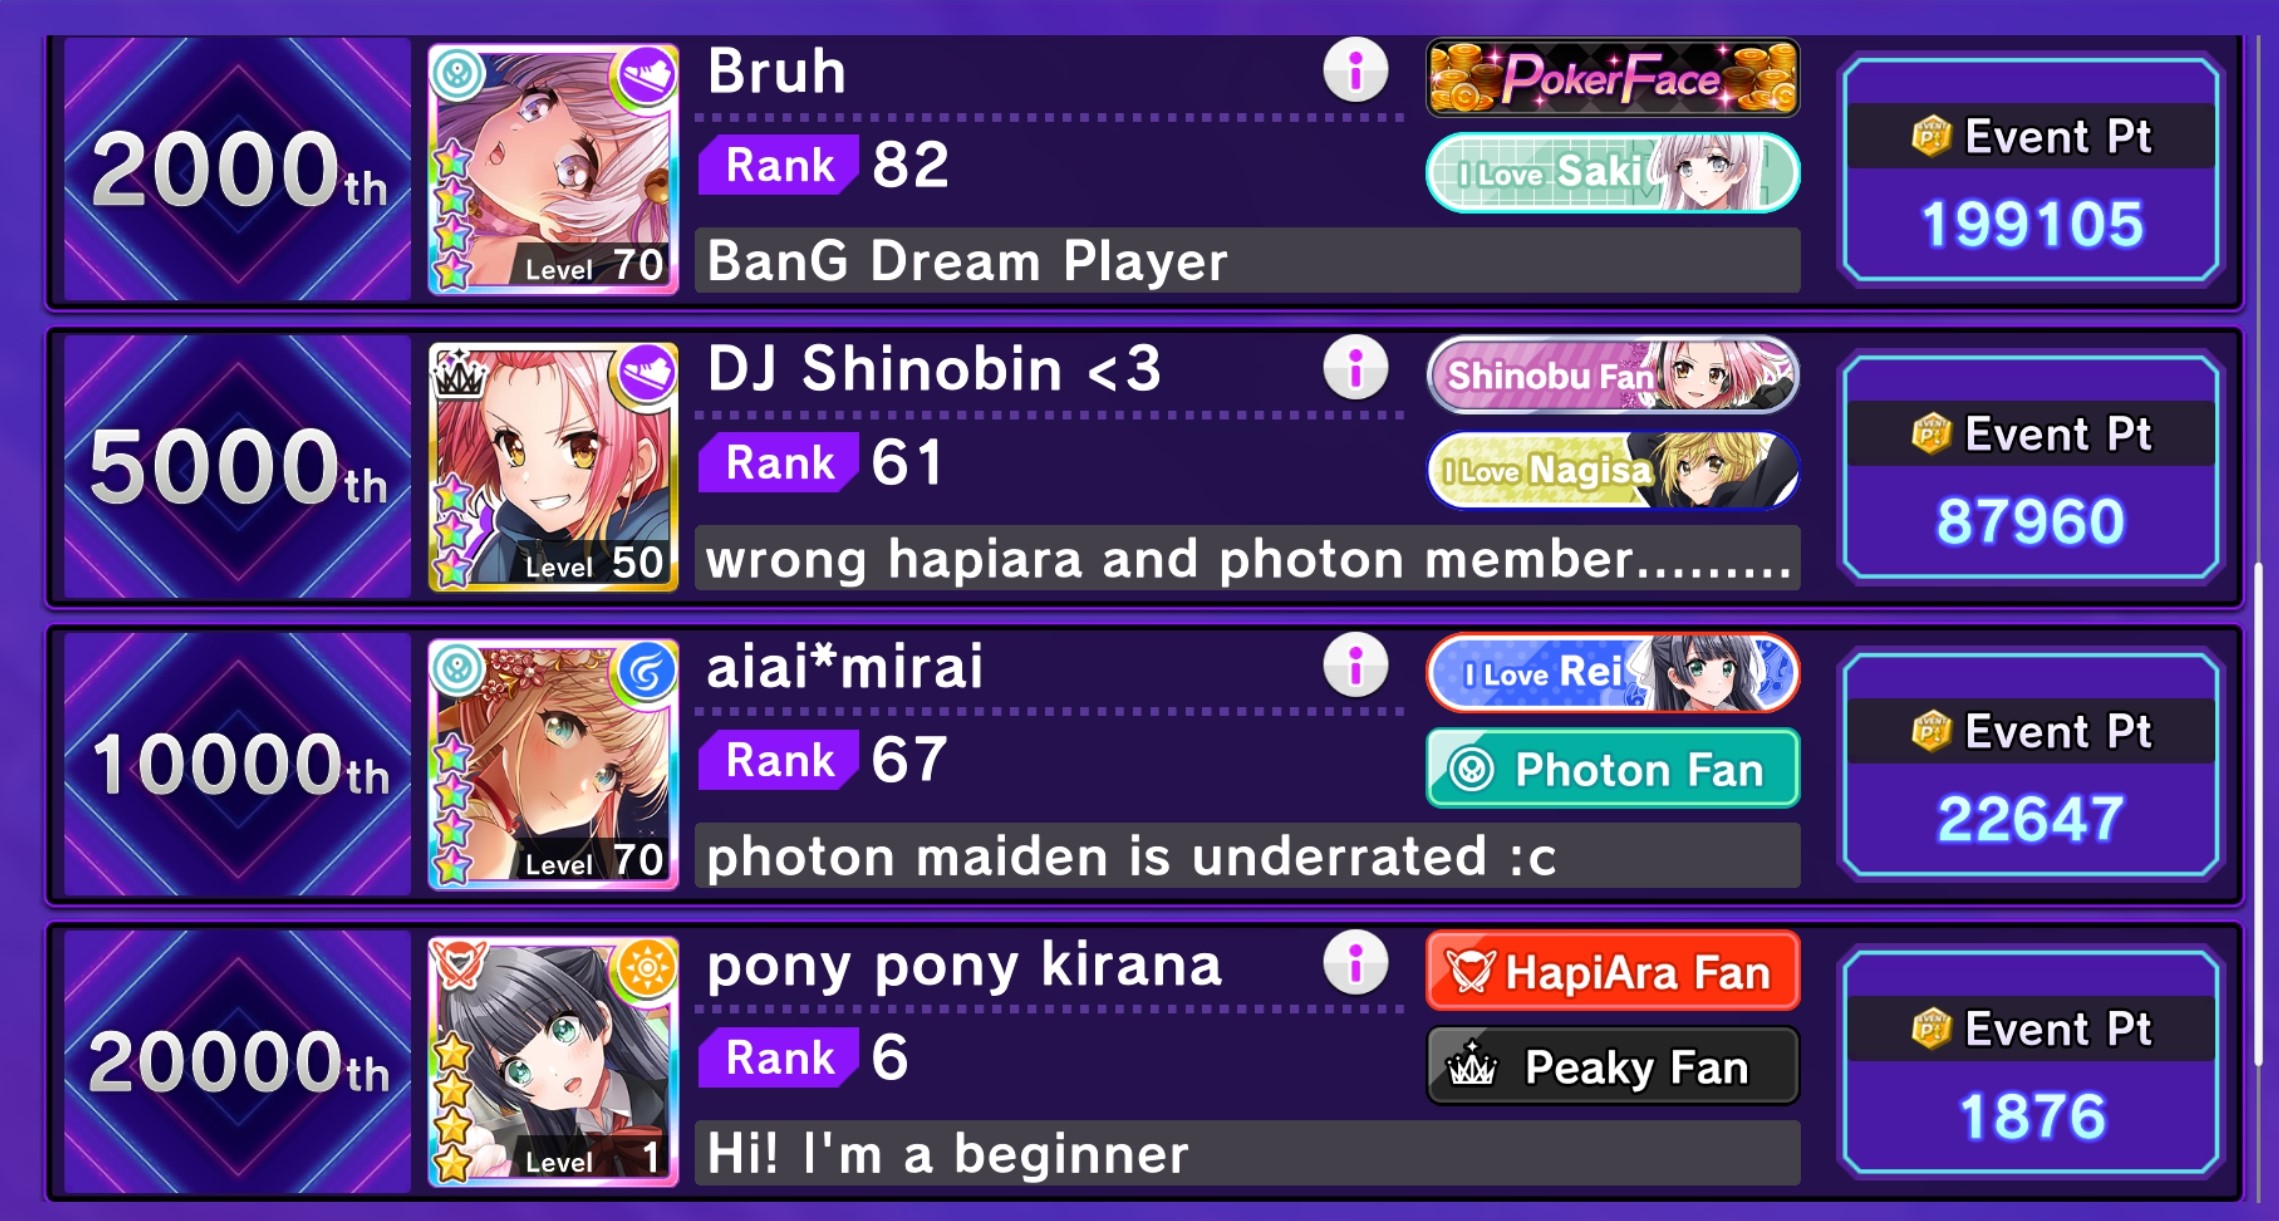 2000th
Level 70
Bruh
Rank 82
BanG Dream Player
PokerFace
I Love Saki
Event Pt
199105
5000th
Level 50
DJ Shinobin <3
Rank 61
wrong hapiara and photon member.........
Shinobu Fan
I Love Nagisa
Event Pt
87960
10000th
Level 70
aiai*mirai
Rank 67
photon maiden is underrated :c
I Love Rei
Photon Fan
Event Pt
22647
20000th
Level 1
pony pony kirana
Rank 6
Hi! I'm a beginner
HapiAra Fan
Peaky Fan
Event Pt
1876